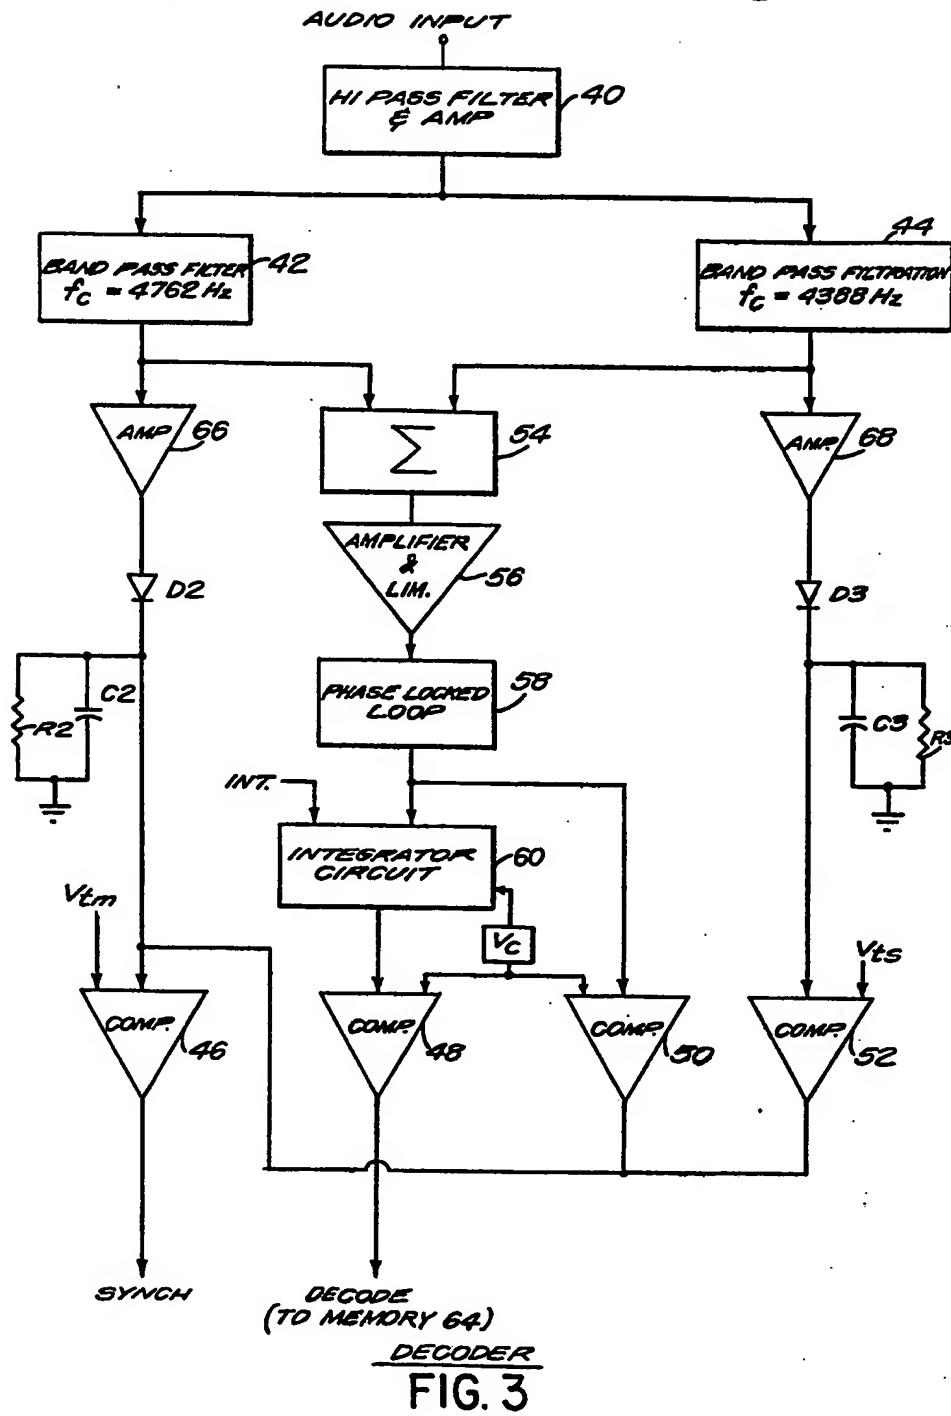 AUDIO INPUT
HI PASS FILTER
& AMP
40
BAND PASS FILTER
fc = 4762 Hz
42
44
BAND PASS FILTRATION
fc = 4388 Hz
AMP
66
Σ
54
AMP.
68
AMPLIFIER
&
LIM.
56
D2
D3
PHASE LOCKED
LOOP
58
R2
C2
C3
R3
INT.
INTEGRATOR
CIRCUIT
60
Vtm
VC
Vts
COMP.
46
COMP.
48
COMP.
50
COMP.
52
SYNCH
DECODE
(TO MEMORY 64)
DECODER
FIG. 3